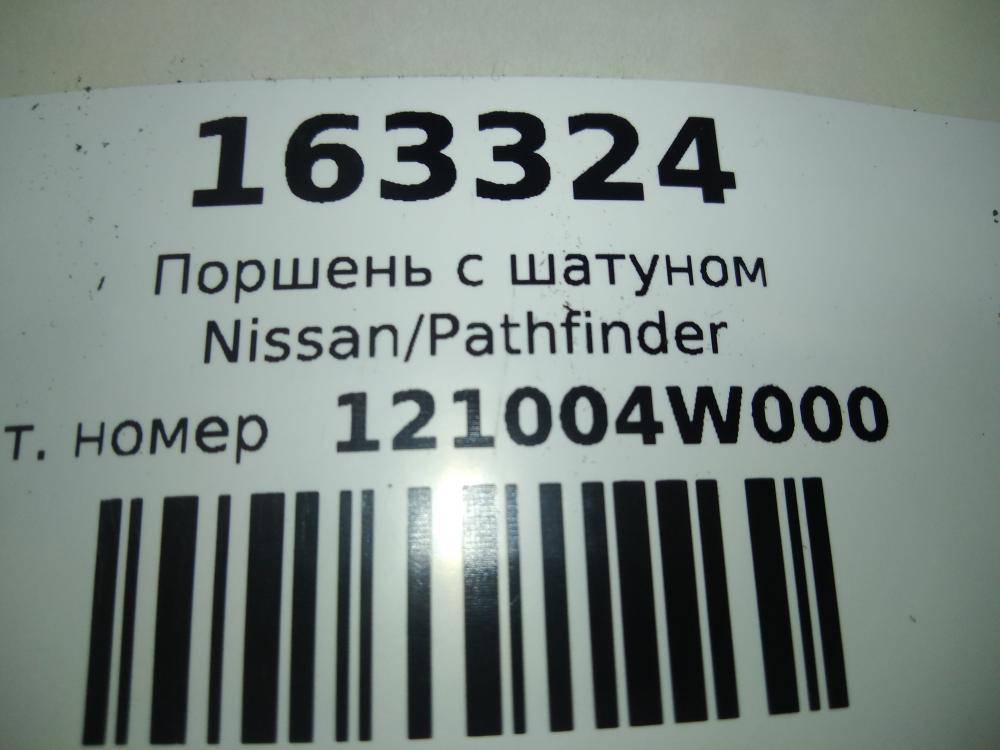 163324
Поршень с шатуном
Nissan/Pathfinder
т. номер 121004W000